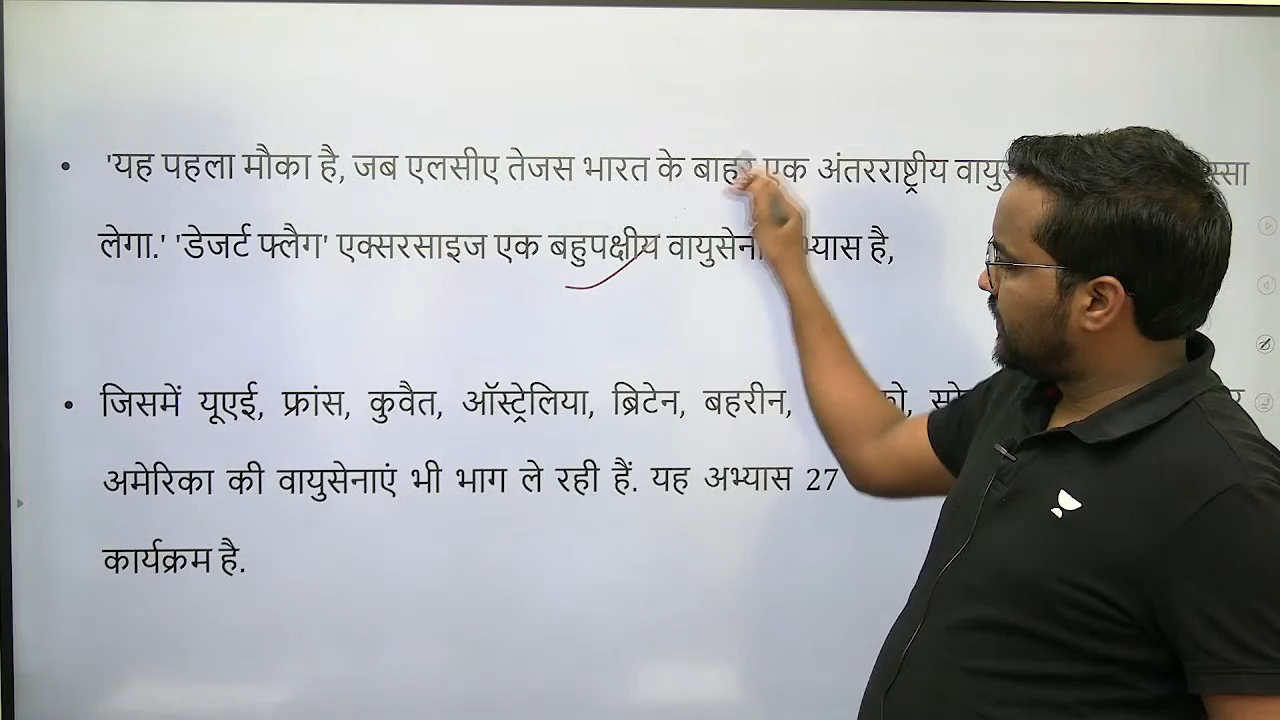 'यह पहला मौका है, जब एलसीए तेजस भारत के बाहर एक अंतरराष्ट्रीय
लेगा.' 'डेजर्ट फ्लैग' एक्सरसाइज एक बहुपक्षीय वायुसेना है,
जिसमें यूएई, फ्रांस, कुवैत, ऑस्ट्रेलिया, ब्रिटेन, बहरीन,
अमेरिका की वायुसेनाएं भी भाग ले रही हैं. यह अभ्यास 27
कार्यक्रम है.